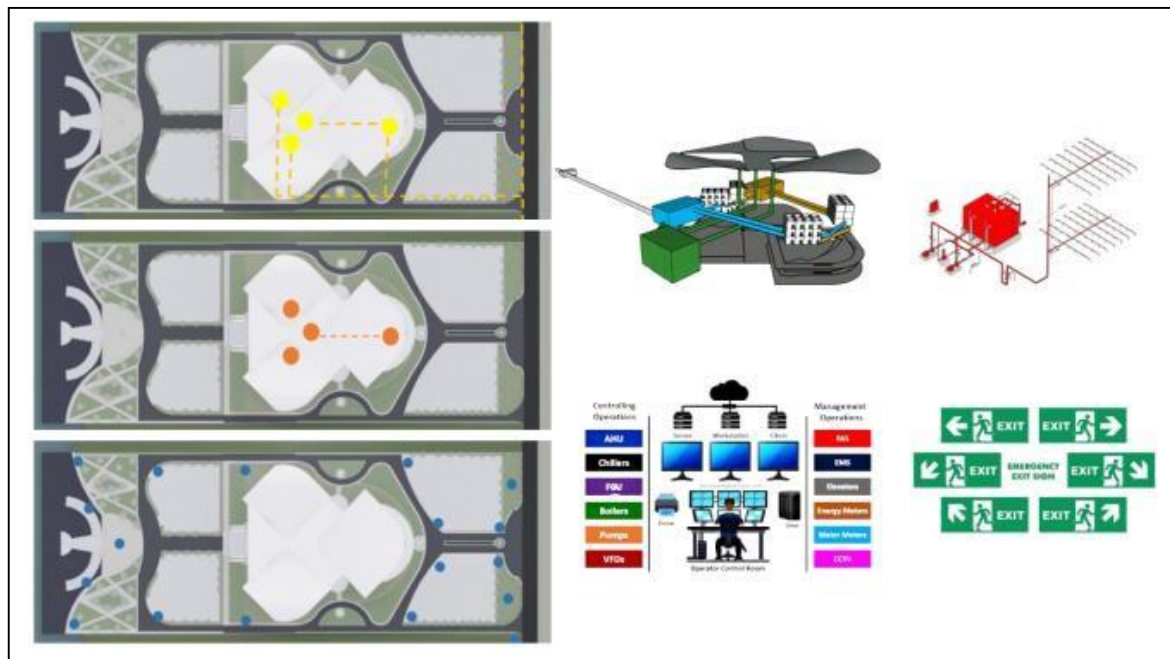 Controlling
Operations
AHU
Chillers
FCU
Boilers
Pumps
VFDs
Server
Workstation
Operator Control Room
Management
Operations
FAS
EMS
Elevators
Energy Meters
Water Meters
CCTV
EXIT
EXIT
EXIT
EMERGENCY
EXIT SIGN
EXIT
EXIT
EXIT